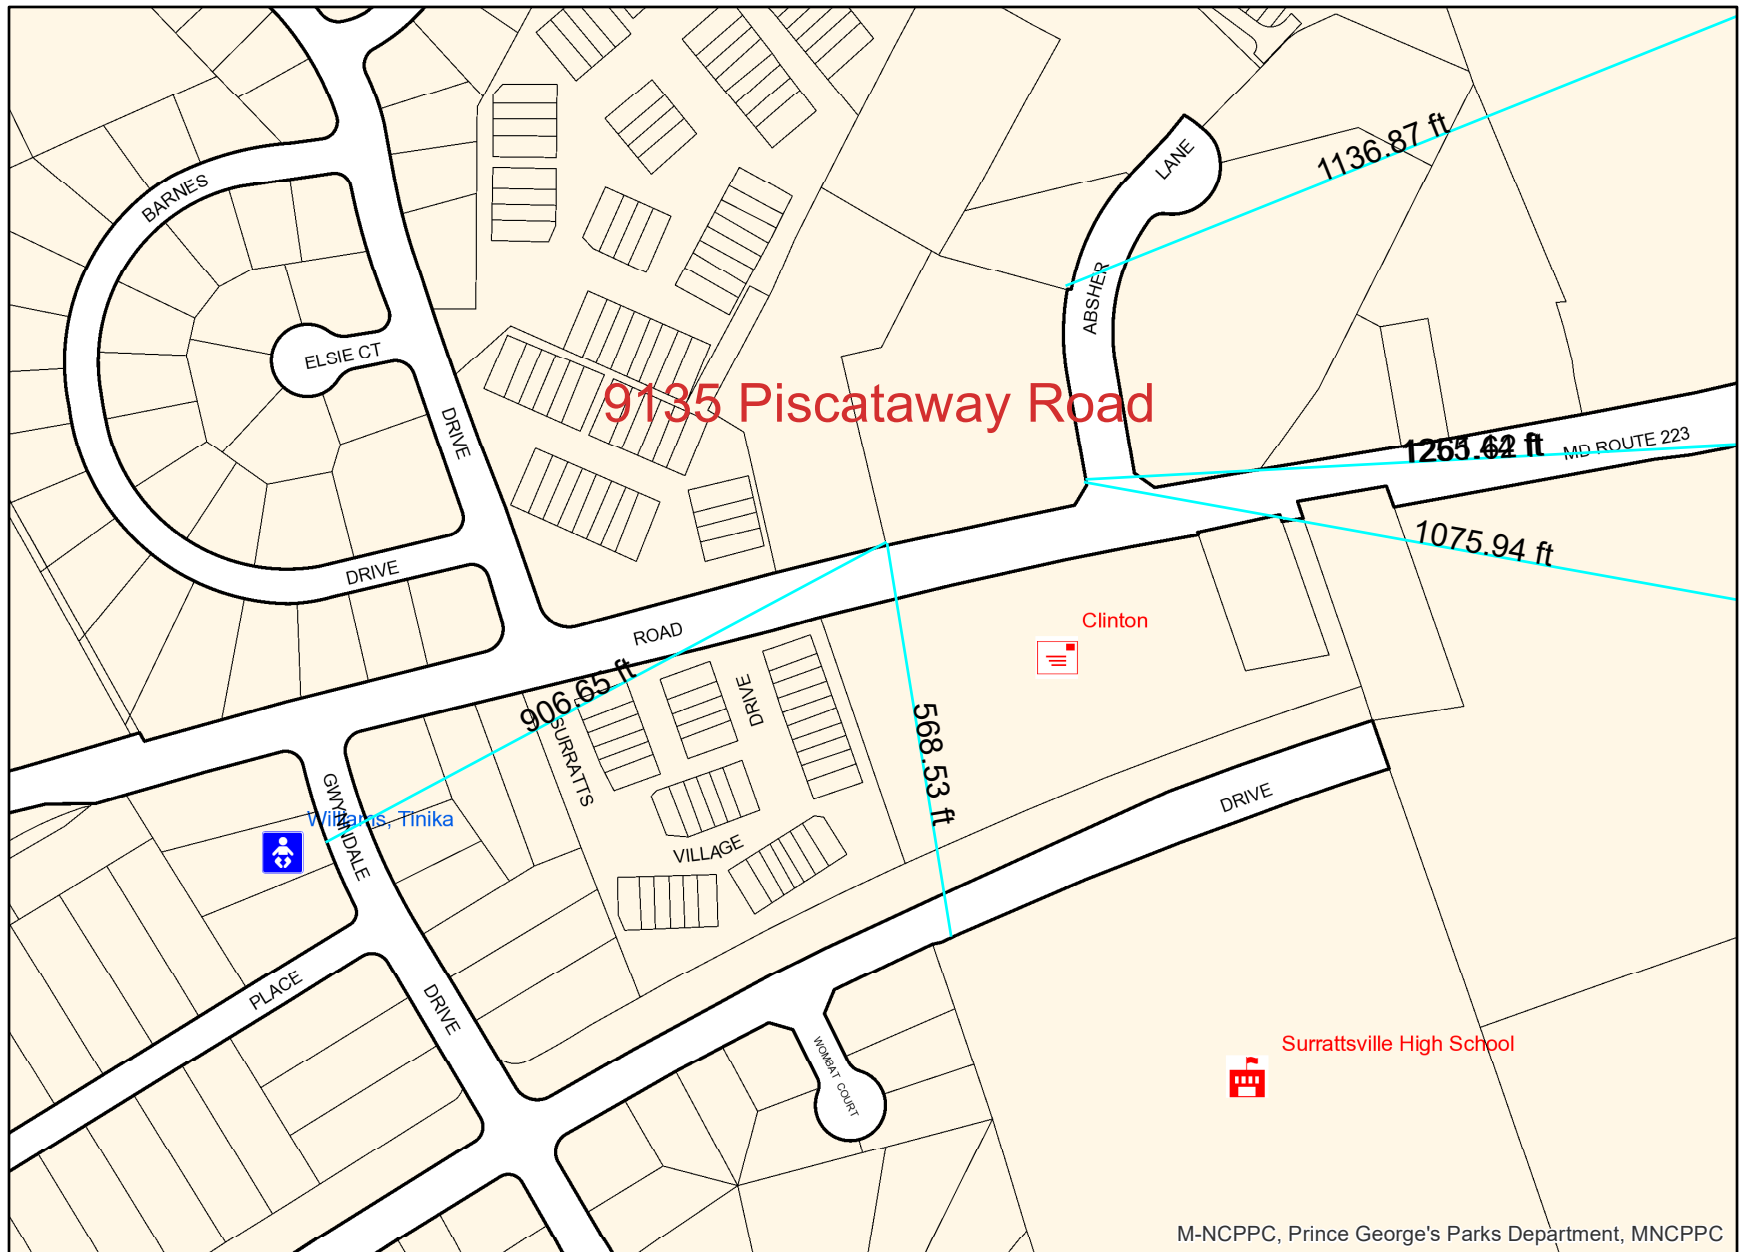 1136.87 ft
LANE
BARNES
ABSHER
ELSIE CT
9135 Piscataway Road
DRIVE
MD ROUTE 223
1075.94 ft
DRIVE
Clinton
ROAD
906.65 ft
DRIVE
SURRATTS
568.53 ft
GWYNNDALE
DRIVE
Williams, Tinika
VILLAGE
PLACE
DRIVE
WOMBAT COURT
Surrattsville High School
M-NCPPC, Prince George's Parks Department, MNCPPC